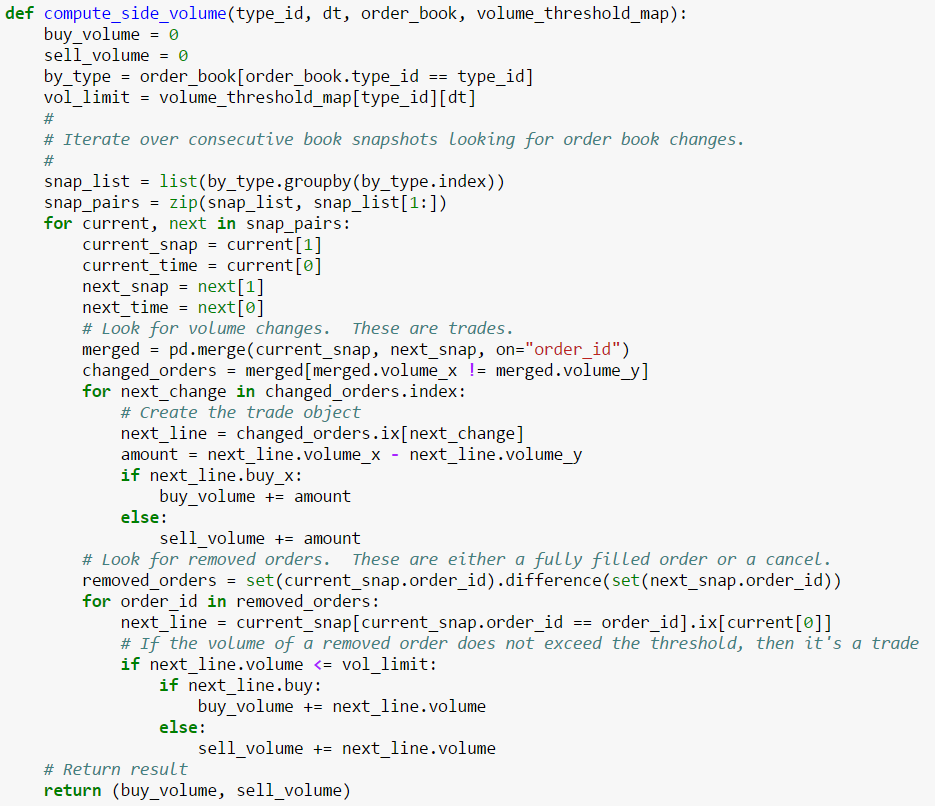 def compute_side_volume(type_id, dt, order_book, volume_threshold_map):
    buy_volume = 0
    sell_volume = 0
    by_type = order_book[order_book.type_id == type_id]
    vol_limit = volume_threshold_map[type_id][dt]
    #
    # Iterate over consecutive book snapshots looking for order book changes.
    #
    snap_list = list(by_type.groupby(by_type.index))
    snap_pairs = zip(snap_list, snap_list[1:])
    for current, next in snap_pairs:
        current_snap = current[1]
        current_time = current[0]
        next_snap = next[1]
        next_time = next[0]
        # Look for volume changes.  These are trades.
        merged = pd.merge(current_snap, next_snap, on="order_id")
        changed_orders = merged[merged.volume_x != merged.volume_y]
        for next_change in changed_orders.index:
            # Create the trade object
            next_line = changed_orders.ix[next_change]
            amount = next_line.volume_x - next_line.volume_y
            if next_line.buy_x:
                buy_volume += amount
            else:
                sell_volume += amount
        # Look for removed orders.  These are either a fully filled order or a cancel.
        removed_orders = set(current_snap.order_id).difference(set(next_snap.order_id))
        for order_id in removed_orders:
            next_line = current_snap[current_snap.order_id == order_id].ix[current[0]]
            # If the volume of a removed order does not exceed the threshold, then it's a trade
            if next_line.volume <= vol_limit:
                if next_line.buy:
                    buy_volume += next_line.volume
                else:
                    sell_volume += next_line.volume
    # Return result
    return (buy_volume, sell_volume)